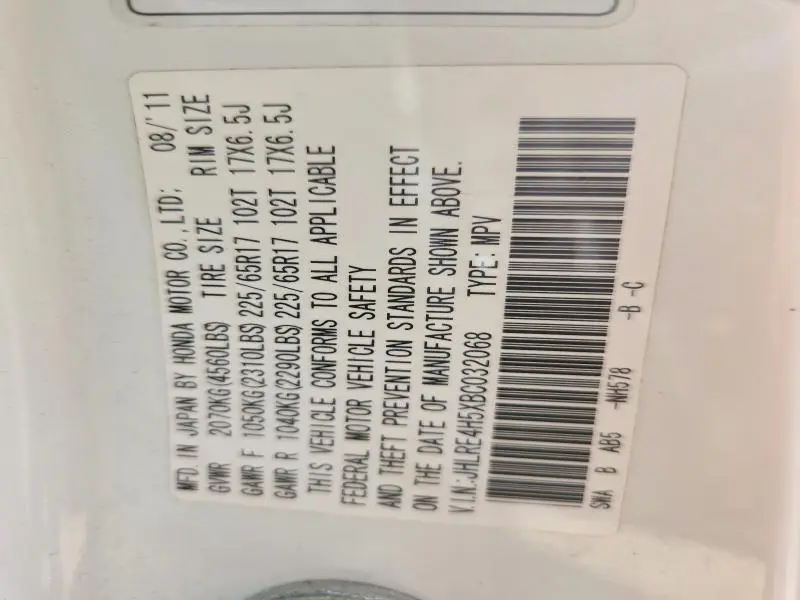 MFD. IN JAPAN BY HONDA MOTOR CO.,LTD; 08/'11
GVWR 2070KG(4560LBS) TIRE SIZE RIM SIZE
GAWR F 1050KG(2310LBS) 225/65R17 102T 17X6.5J
GAWR R 1040KG(2290LBS) 225/65R17 102T 17X6.5J
THIS VEHICLE CONFORMS TO ALL APPLICABLE
FEDERAL MOTOR VEHICLE SAFETY
AND THEFT PREVENTION STANDARDS IN EFFECT
ON THE DATE OF MANUFACTURE SHOWN ABOVE.
V.I.N.:JHLRE4H5XBC032068 TYPE: MPV
SWA B AB5 -NH578 -B -C